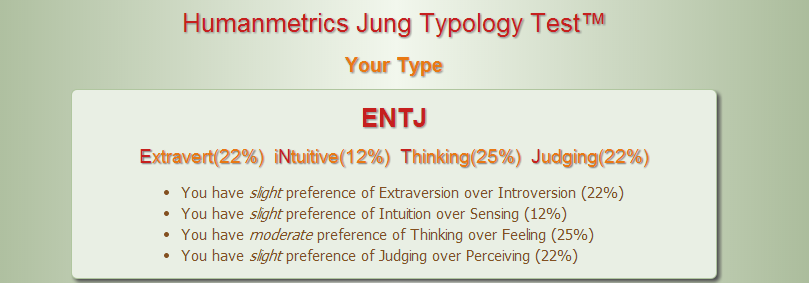 Humanmetrics Jung Typology Test™
Your Type
ENTJ
Extravert(22%) iNtuitive(12%) Thinking(25%) Judging(22%)
• You have slight preference of Extraversion over Introversion (22%)
• You have slight preference of Intuition over Sensing (12%)
• You have moderate preference of Thinking over Feeling (25%)
• You have slight preference of Judging over Perceiving (22%)